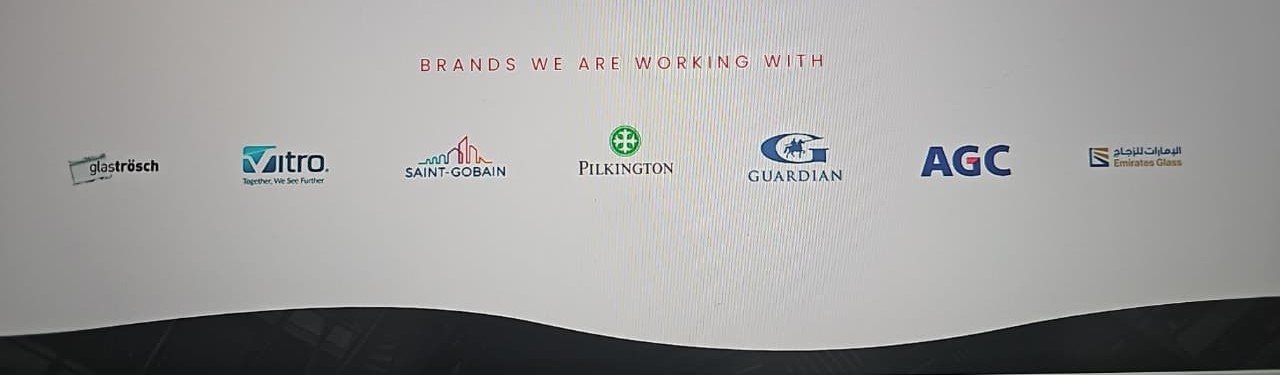 BRANDS WE ARE WORKING WITH
glaströsch
Vitro.
Together, We See Further
SAINT-GOBAIN
PILKINGTON
G
GUARDIAN
AGC
الإمارات للزجاج
Emirates Glass